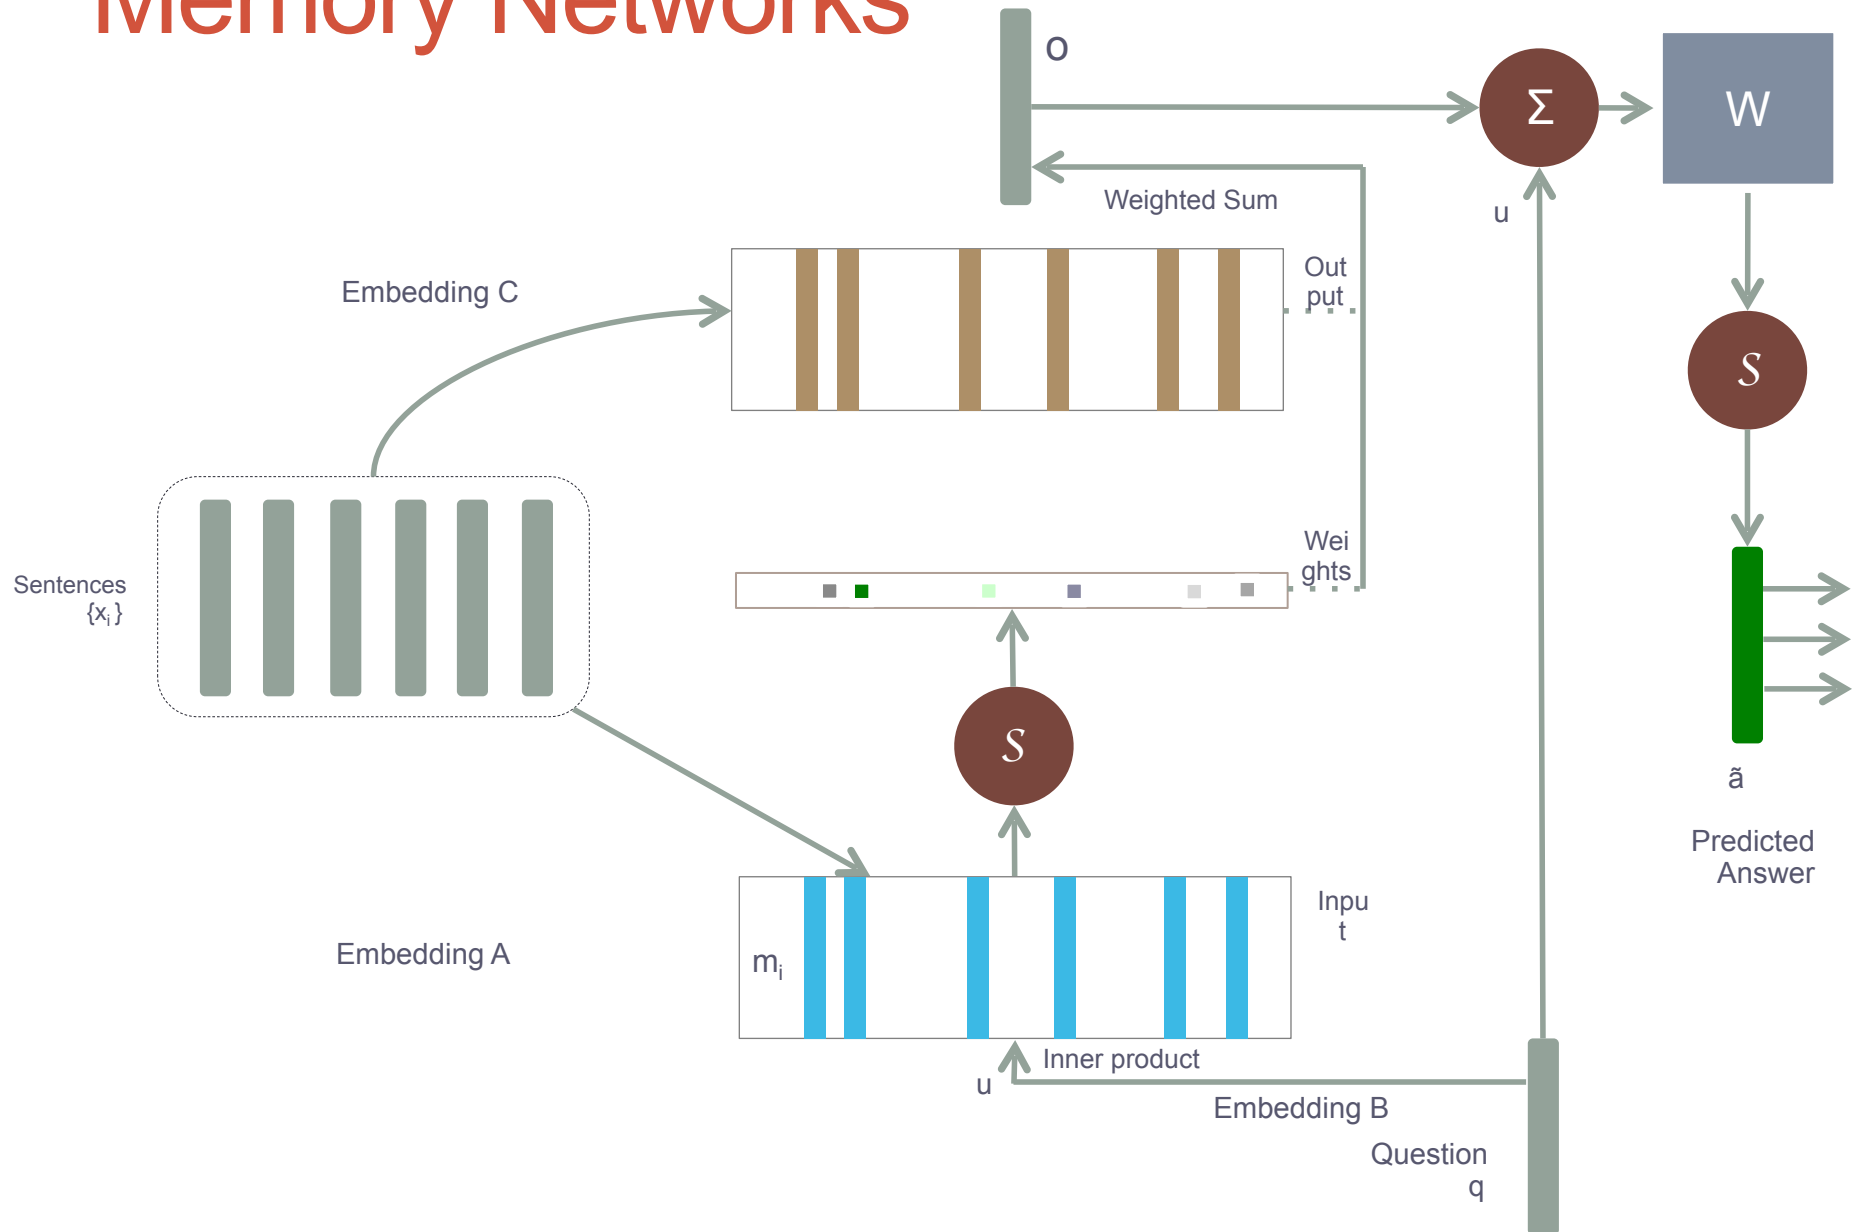 Memory Networks
o
Σ
W
Weighted Sum
u
Out
put
Embedding C
S
Wei
ghts
Sentences
{xᵢ}
S
ã
Predicted
Answer
Inpu
t
Embedding A
mᵢ
Inner product
u
Embedding B
Question
q